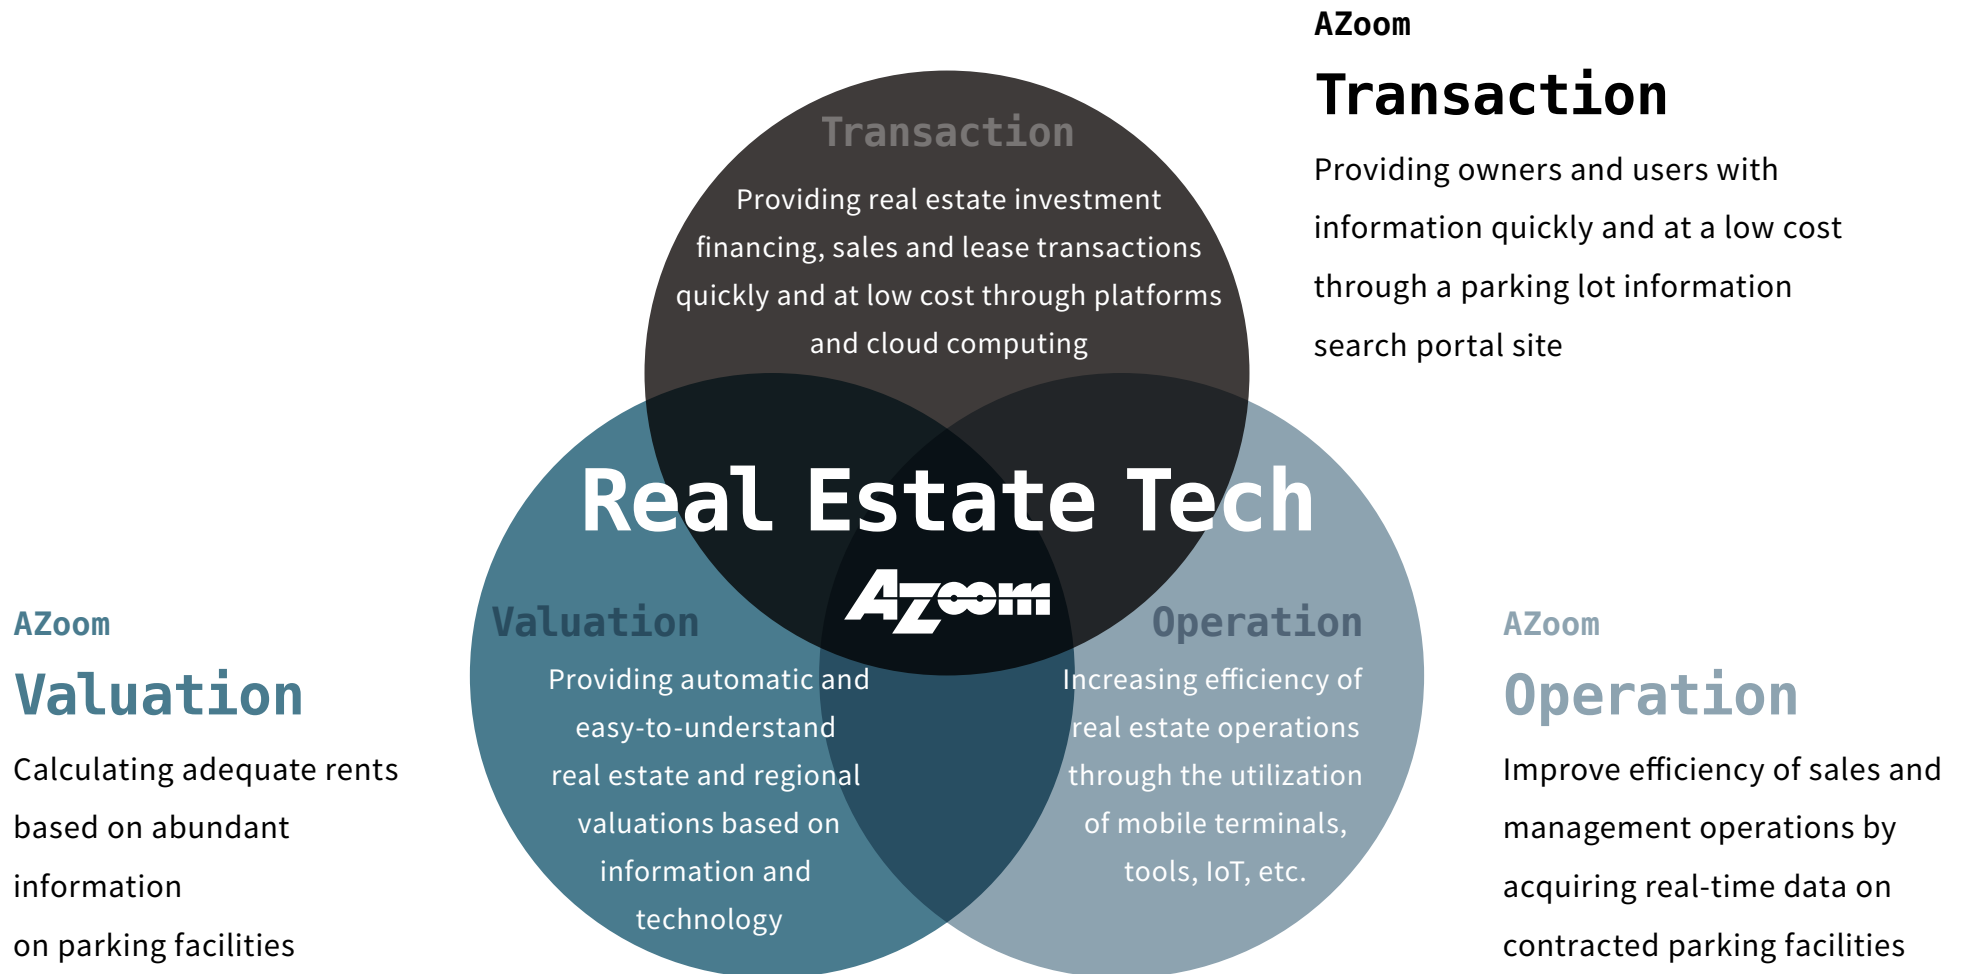 AZoom
Transaction
Providing owners and users with
information quickly and at a low cost
through a parking lot information
search portal site
Transaction
Providing real estate investment
financing, sales and lease transactions
quickly and at low cost through platforms
and cloud computing
Real Estate Tech
AZoom
AZoom
Valuation
Calculating adequate rents
based on abundant
information
on parking facilities
Valuation
Providing automatic and
easy-to-understand
real estate and regional
valuations based on
information and
technology
Operation
Increasing efficiency of
real estate operations
through the utilization
of mobile terminals,
tools, IoT, etc.
AZoom
Operation
Improve efficiency of sales and
management operations by
acquiring real-time data on
contracted parking facilities